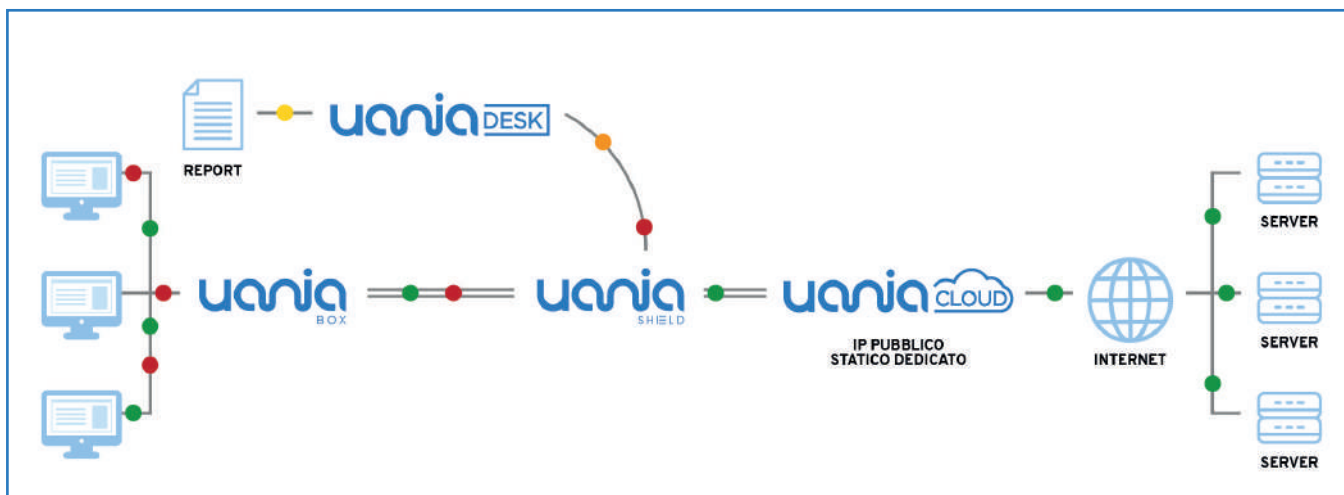 uania DESK
REPORT
SERVER
uania BOX
uania SHIELD
uania CLOUD
IP PUBBLICO
STATICO DEDICATO
INTERNET
SERVER
SERVER